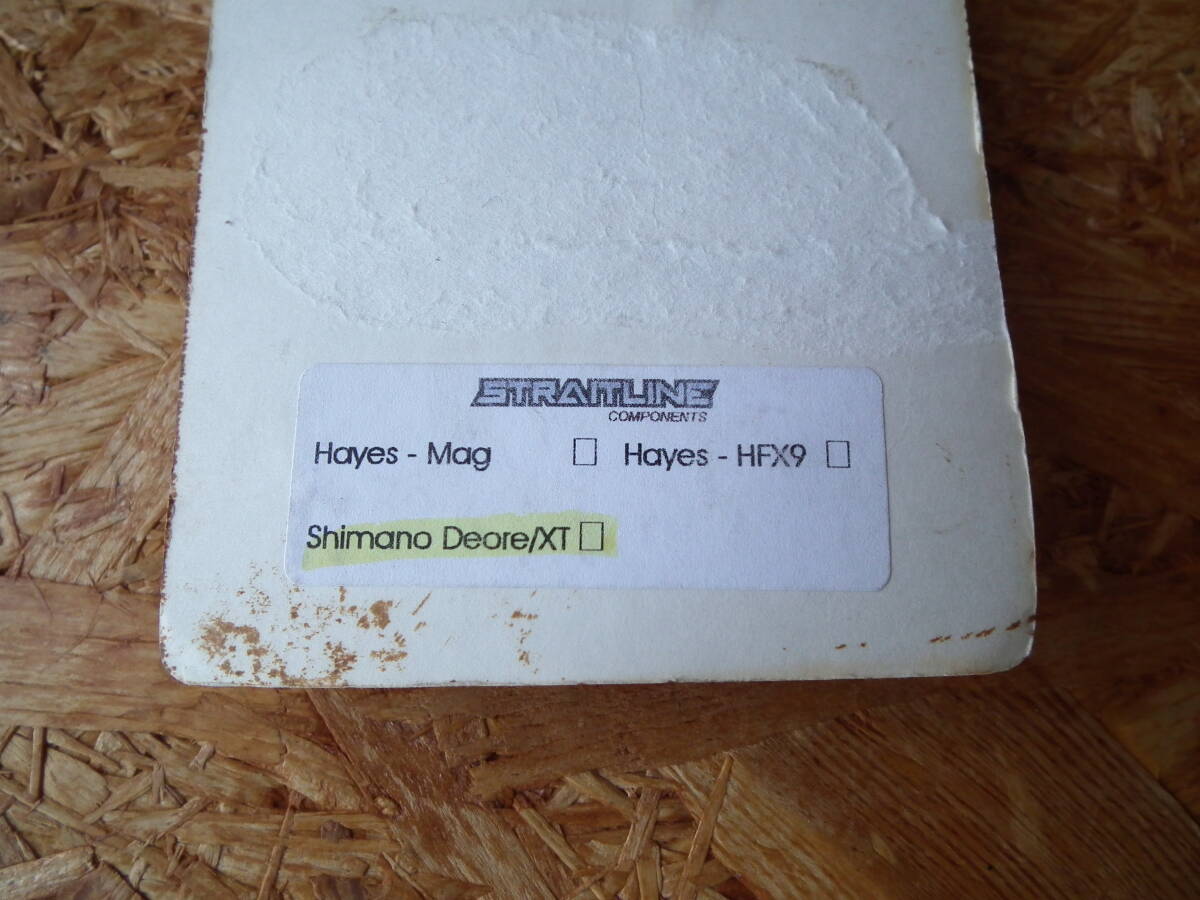 STRAITLINE
COMPONENTS
Hayes - Mag □ Hayes - HFX9 □
Shimano Deore/XT □